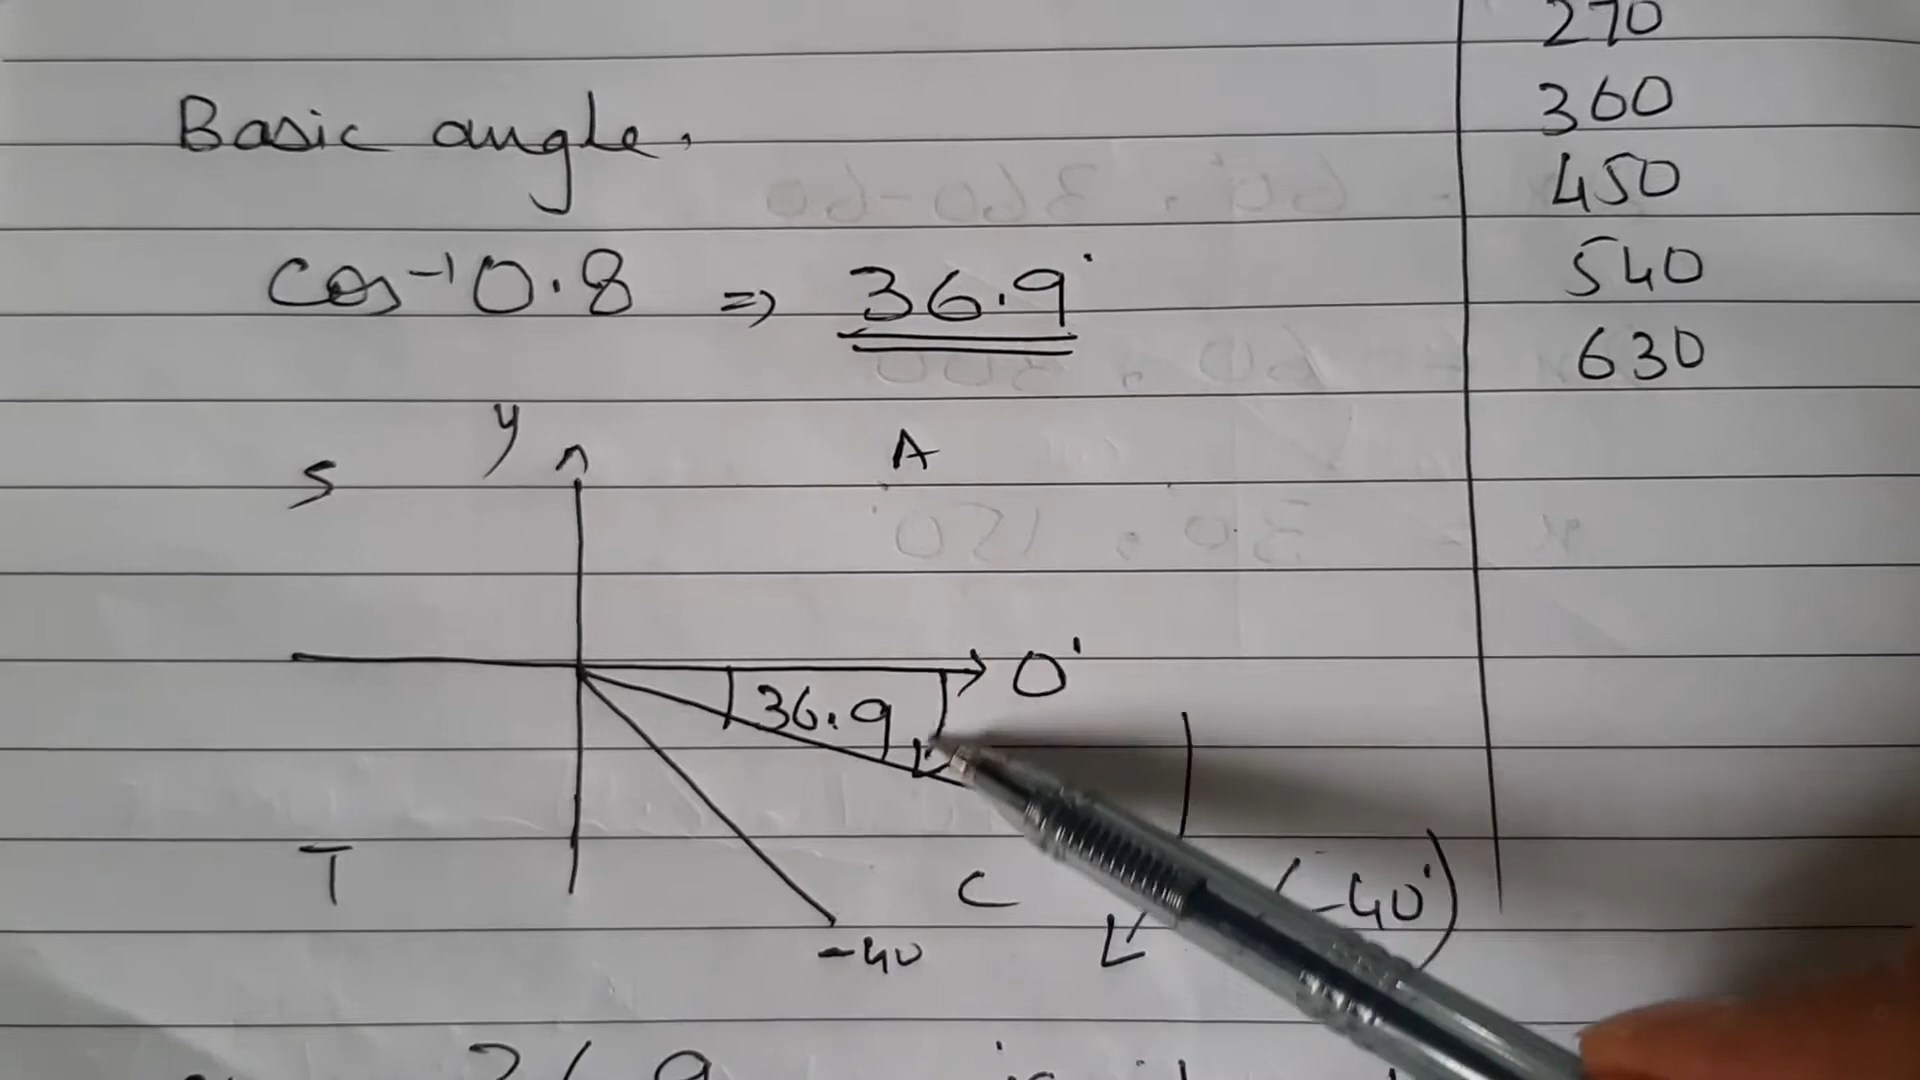 270
360
450
540
630
Basic angle.
cos⁻¹0.8 => 36.9°
y
S
A
0°
36.9
T
C
(-40°)
-40